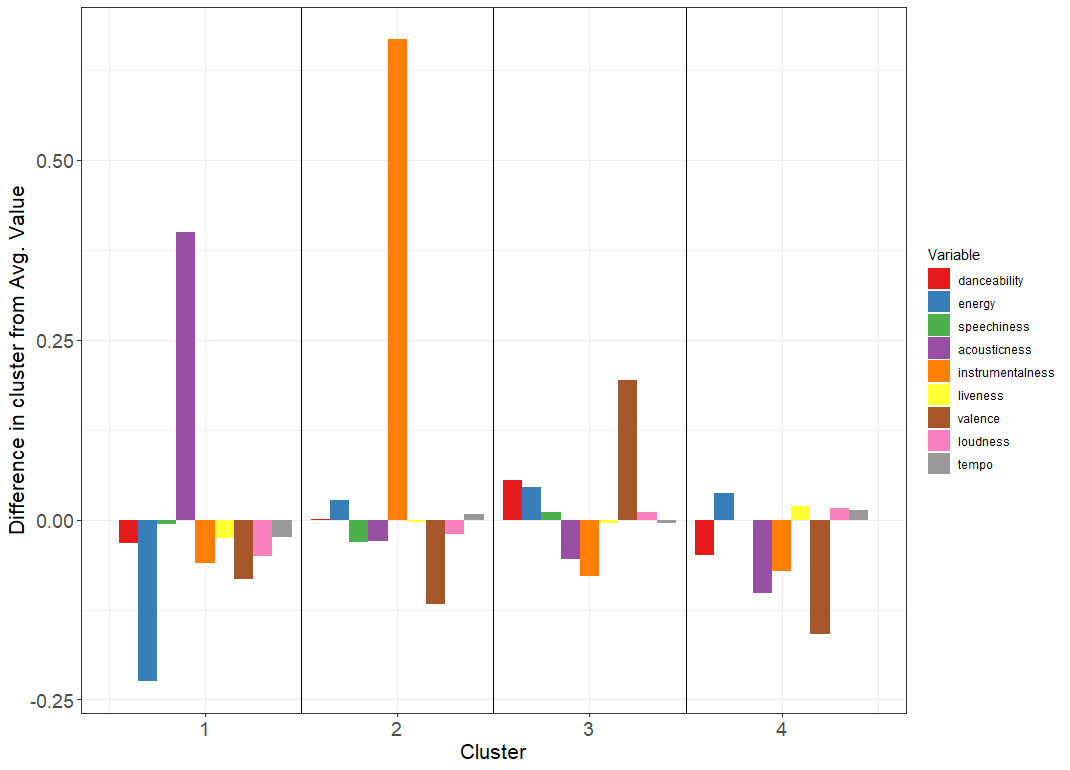 Difference in cluster from Avg. Value
0.50
0.25
0.00
-0.25
1
2
3
4
Cluster
Variable
danceability
energy
speechiness
acousticness
instrumentalness
liveness
valence
loudness
tempo